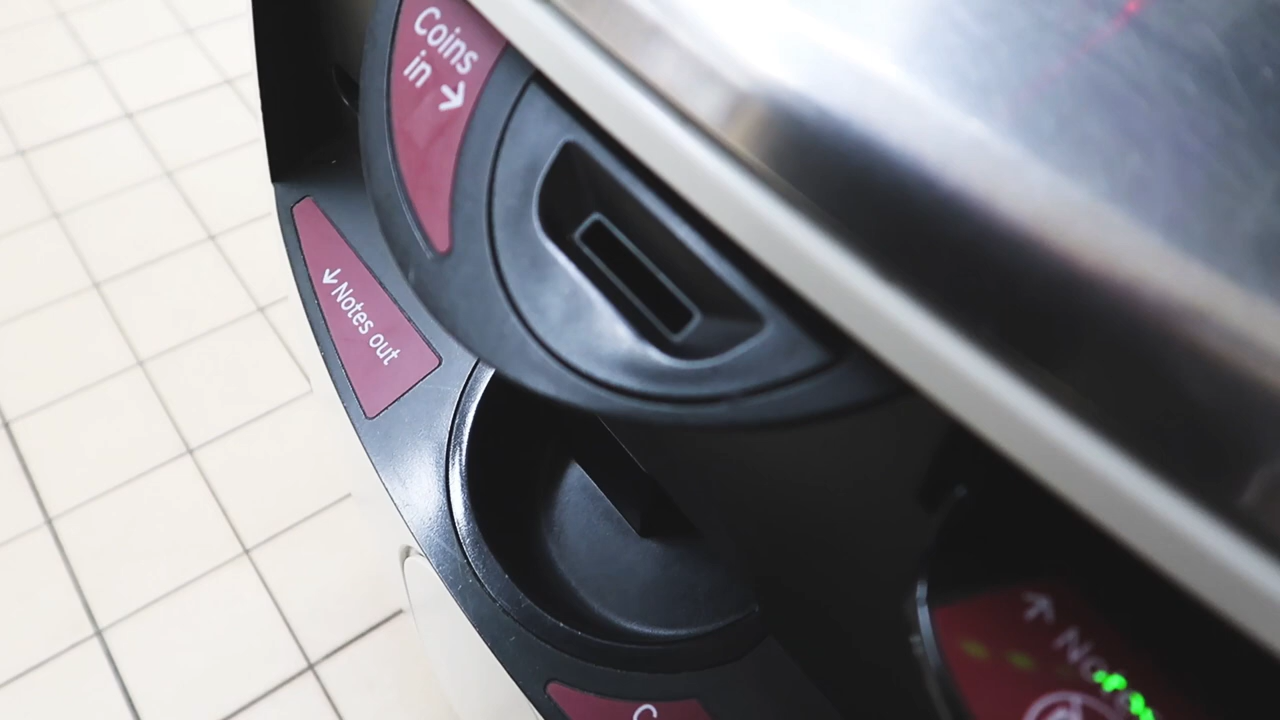 Coins
in →
↓ Notes out